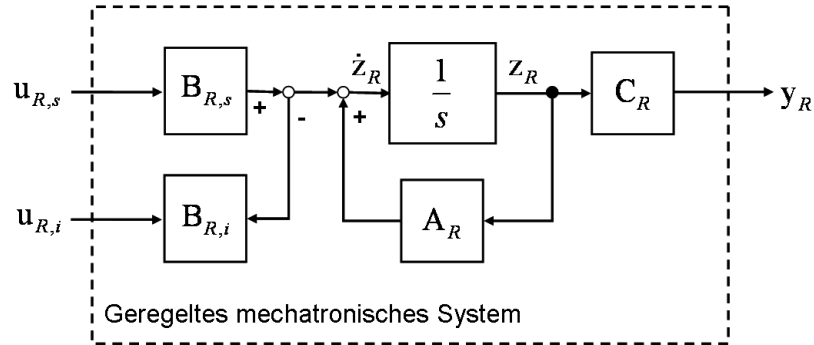 u_{R,s}
B_{R,s}
+
-
ż_R
+
1/s
z_R
C_R
y_R
u_{R,i}
B_{R,i}
A_R
Geregeltes mechatronisches System